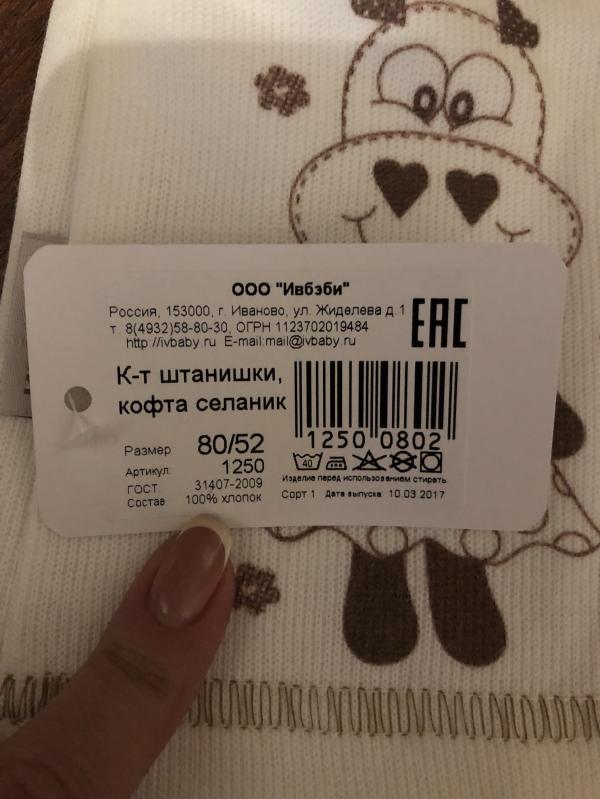 ООО "Ивбэби"
Россия, 153000, г. Иваново, ул. Жиделева д.1
т. 8(4932)58-80-30, ОГРН 1123702019484
http://ivbaby.ru E-mail:mail@ivbaby.ru
EAC
К-т штанишки,
кофта селаник
Размер 80/52
Артикул: 1250
ГОСТ 31407-2009
Состав 100% хлопок
1250 0802
40
Изделие перед использованием стирать.
Сорт 1 Дата выпуска: 10.03.2017